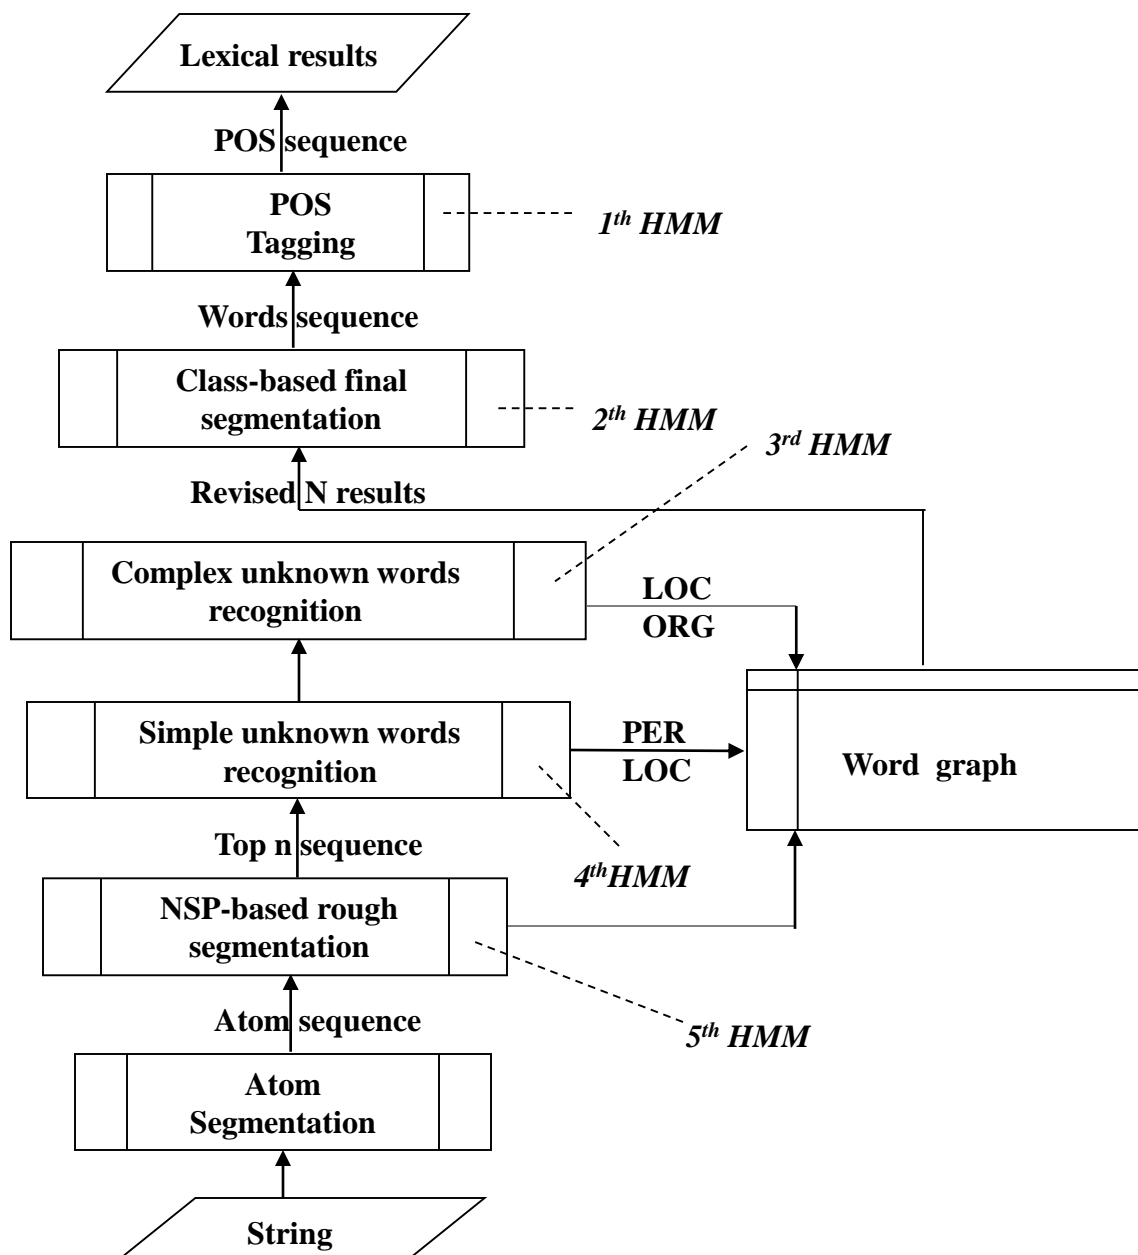 Lexical results
POS sequence
POS
Tagging
1th HMM
Words sequence
Class-based final
segmentation
2th HMM
3rd HMM
Revised N results
Complex unknown words
recognition
LOC
ORG
Simple unknown words
recognition
PER
LOC
Word graph
Top n sequence
4thHMM
NSP-based rough
segmentation
Atom sequence
5th HMM
Atom
Segmentation
String